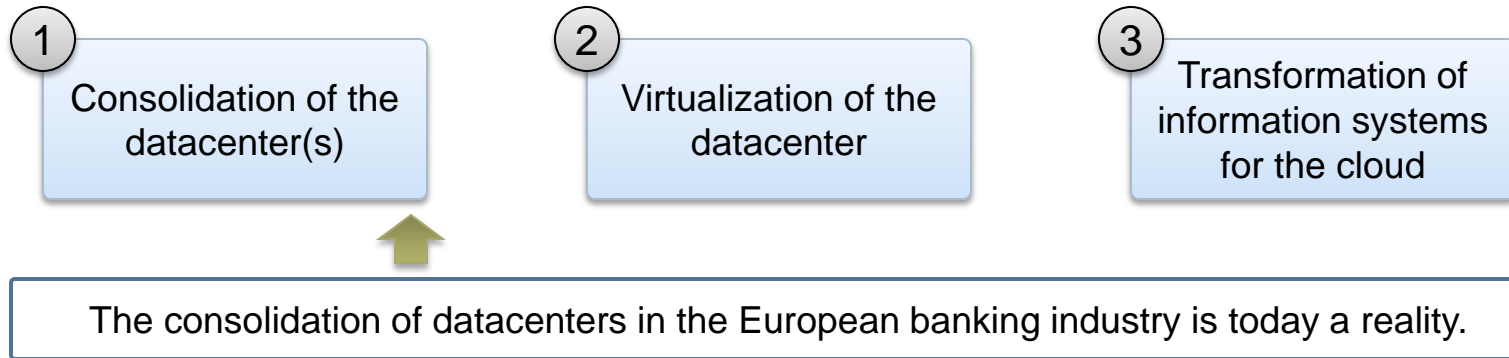 1
Consolidation of the
datacenter(s)
2
Virtualization of the
datacenter
3
Transformation of
information systems
for the cloud
The consolidation of datacenters in the European banking industry is today a reality.